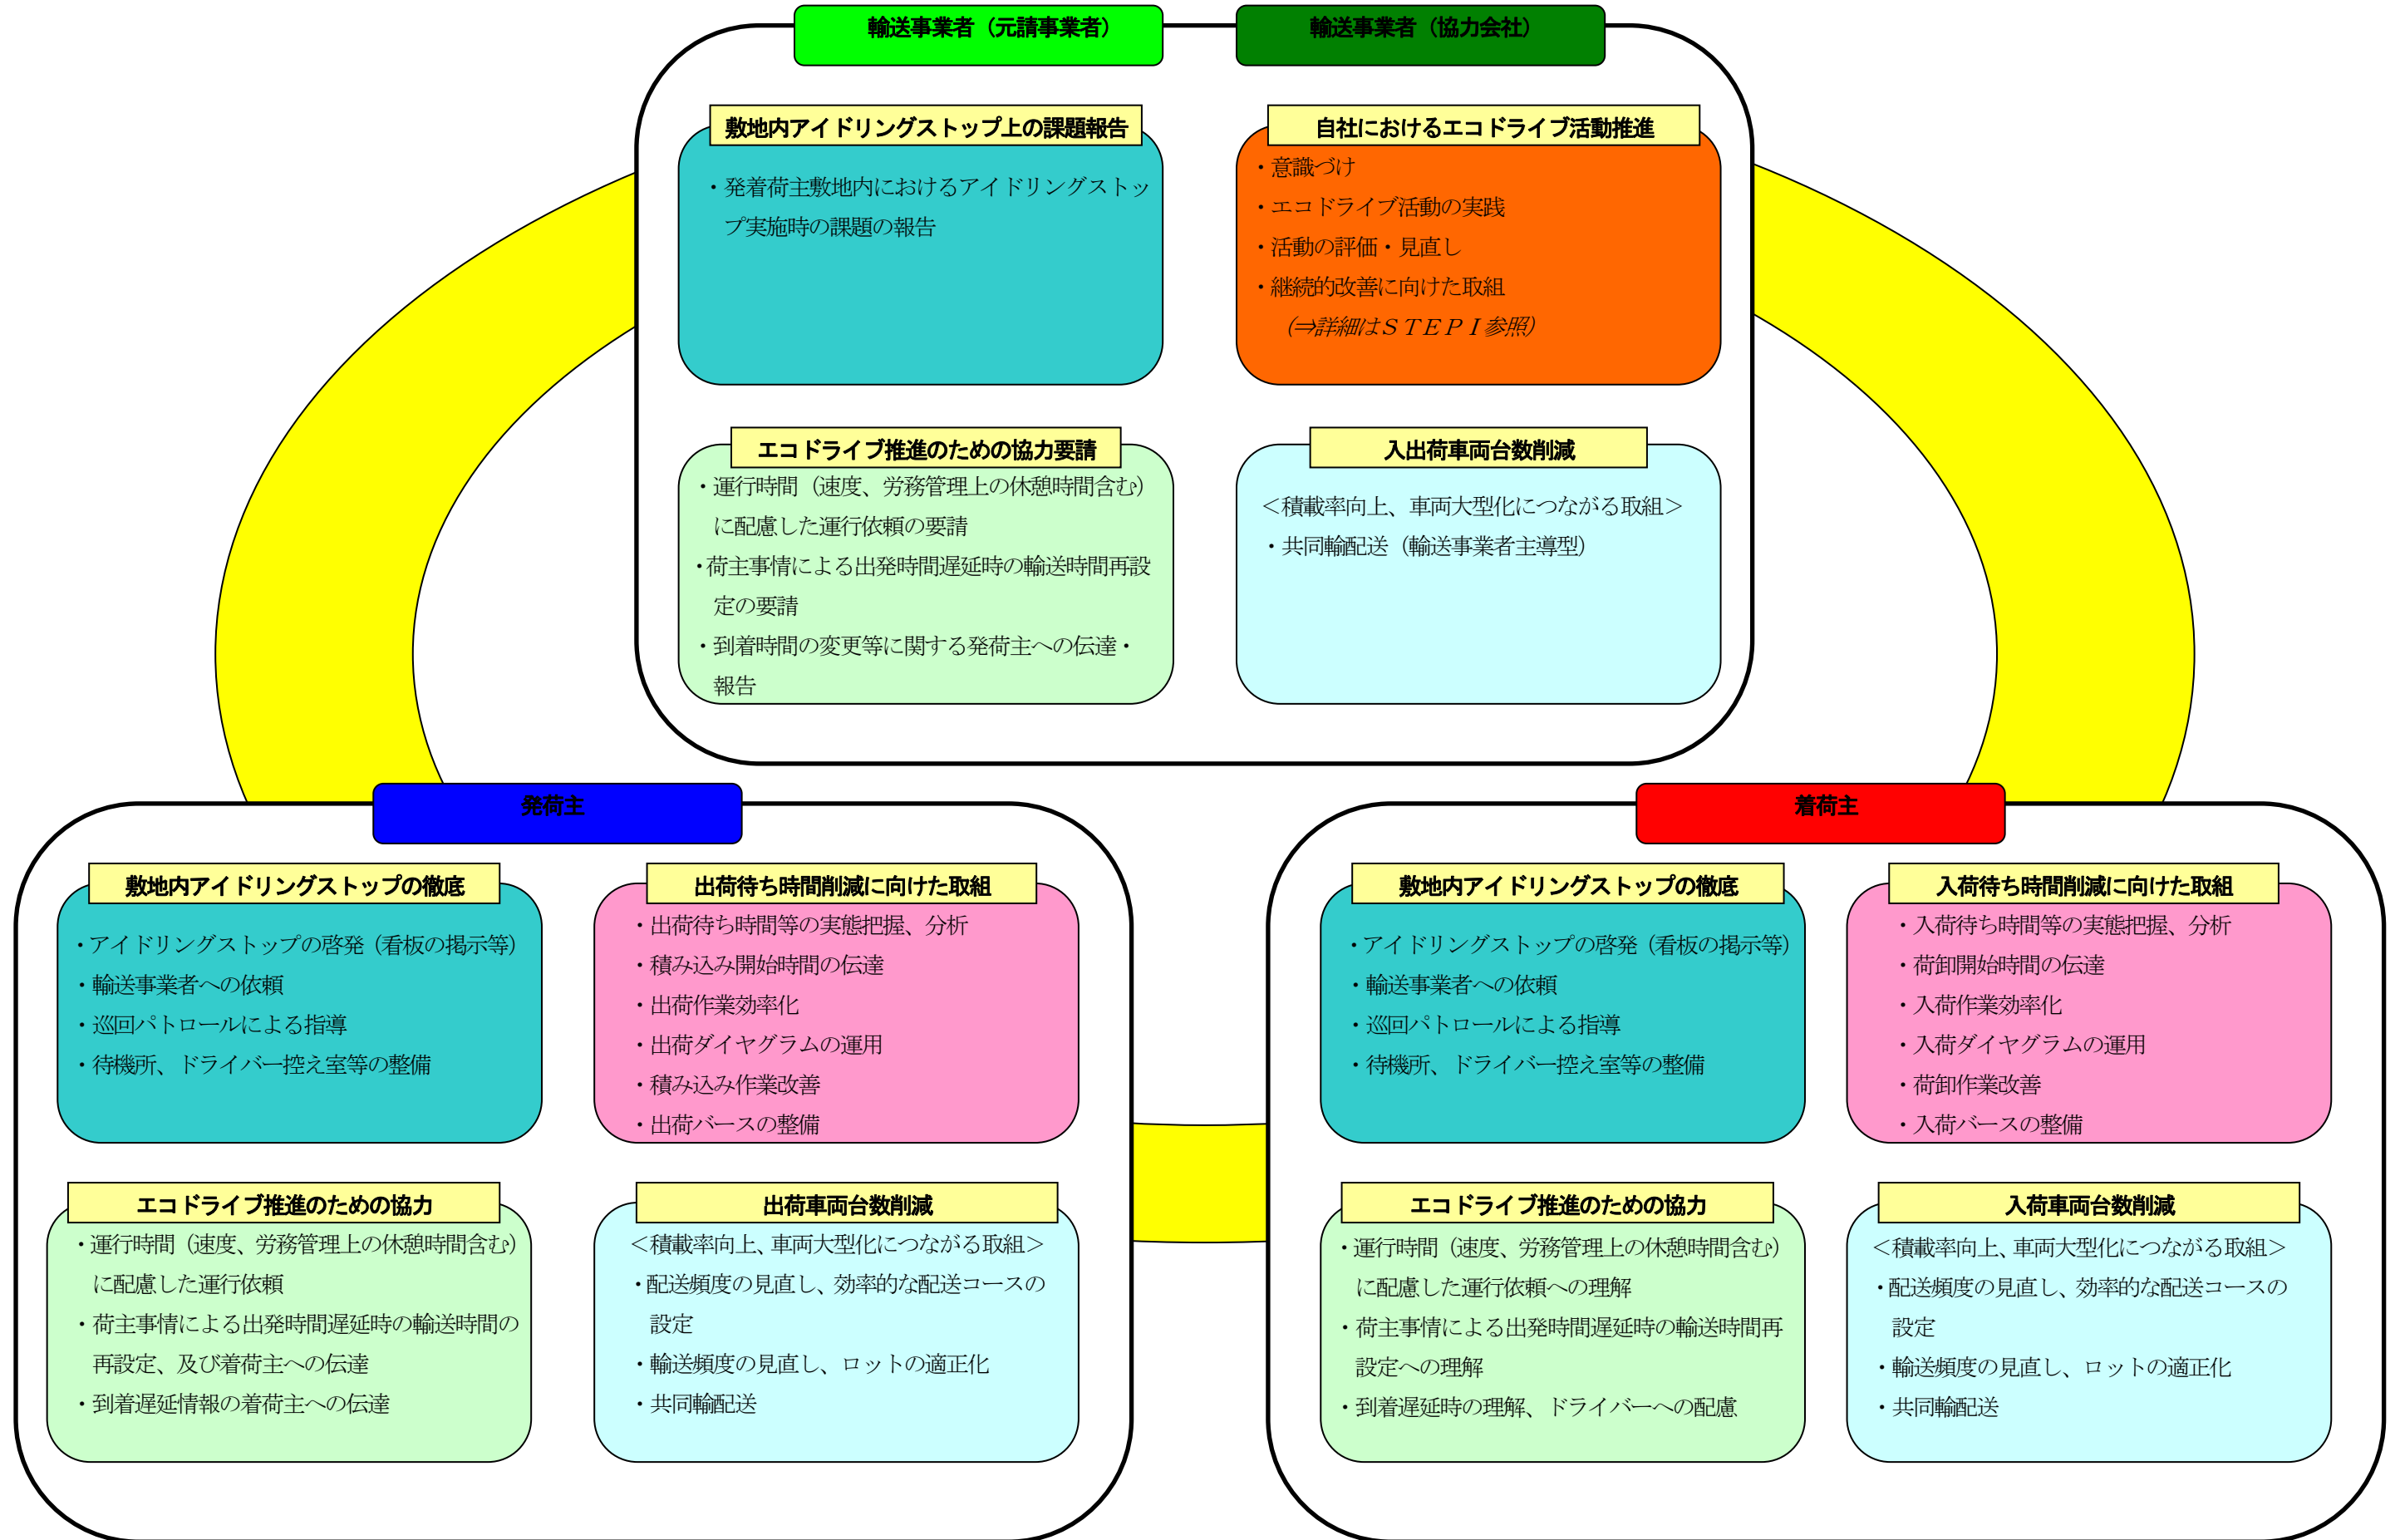 輸送事業者（元請事業者）
輸送事業者（協力会社）
敷地内アイドリングストップ上の課題報告
・発着荷主敷地内におけるアイドリングストッ
プ実施時の課題の報告
自社におけるエコドライブ活動推進
・意識づけ
・エコドライブ活動の実践
・活動の評価・見直し
・継続的改善に向けた取組
（⇒詳細はＳＴＥＰⅠ参照）
エコドライブ推進のための協力要請
・運行時間（速度、労務管理上の休憩時間含む）
に配慮した運行依頼の要請
・荷主事情による出発時間遅延時の輸送時間再設
定の要請
・到着時間の変更等に関する発荷主への伝達・
報告
入出荷車両台数削減
＜積載率向上、車両大型化につながる取組＞
・共同輸配送（輸送事業者主導型）
発荷主
敷地内アイドリングストップの徹底
・アイドリングストップの啓発（看板の掲示等）
・輸送事業者への依頼
・巡回パトロールによる指導
・待機所、ドライバー控え室等の整備
出荷待ち時間削減に向けた取組
・出荷待ち時間等の実態把握、分析
・積み込み開始時間の伝達
・出荷作業効率化
・出荷ダイヤグラムの運用
・積み込み作業改善
・出荷バースの整備
エコドライブ推進のための協力
・運行時間（速度、労務管理上の休憩時間含む）
に配慮した運行依頼
・荷主事情による出発時間遅延時の輸送時間の
再設定、及び着荷主への伝達
・到着遅延情報の着荷主への伝達
出荷車両台数削減
＜積載率向上、車両大型化につながる取組＞
・配送頻度の見直し、効率的な配送コースの
設定
・輸送頻度の見直し、ロットの適正化
・共同輸配送
着荷主
敷地内アイドリングストップの徹底
・アイドリングストップの啓発（看板の掲示等）
・輸送事業者への依頼
・巡回パトロールによる指導
・待機所、ドライバー控え室等の整備
入荷待ち時間削減に向けた取組
・入荷待ち時間等の実態把握、分析
・荷卸開始時間の伝達
・入荷作業効率化
・入荷ダイヤグラムの運用
・荷卸作業改善
・入荷バースの整備
エコドライブ推進のための協力
・運行時間（速度、労務管理上の休憩時間含む）
に配慮した運行依頼への理解
・荷主事情による出発時間遅延時の輸送時間再
設定への理解
・到着遅延時の理解、ドライバーへの配慮
入荷車両台数削減
＜積載率向上、車両大型化につながる取組＞
・配送頻度の見直し、効率的な配送コースの
設定
・輸送頻度の見直し、ロットの適正化
・共同輸配送